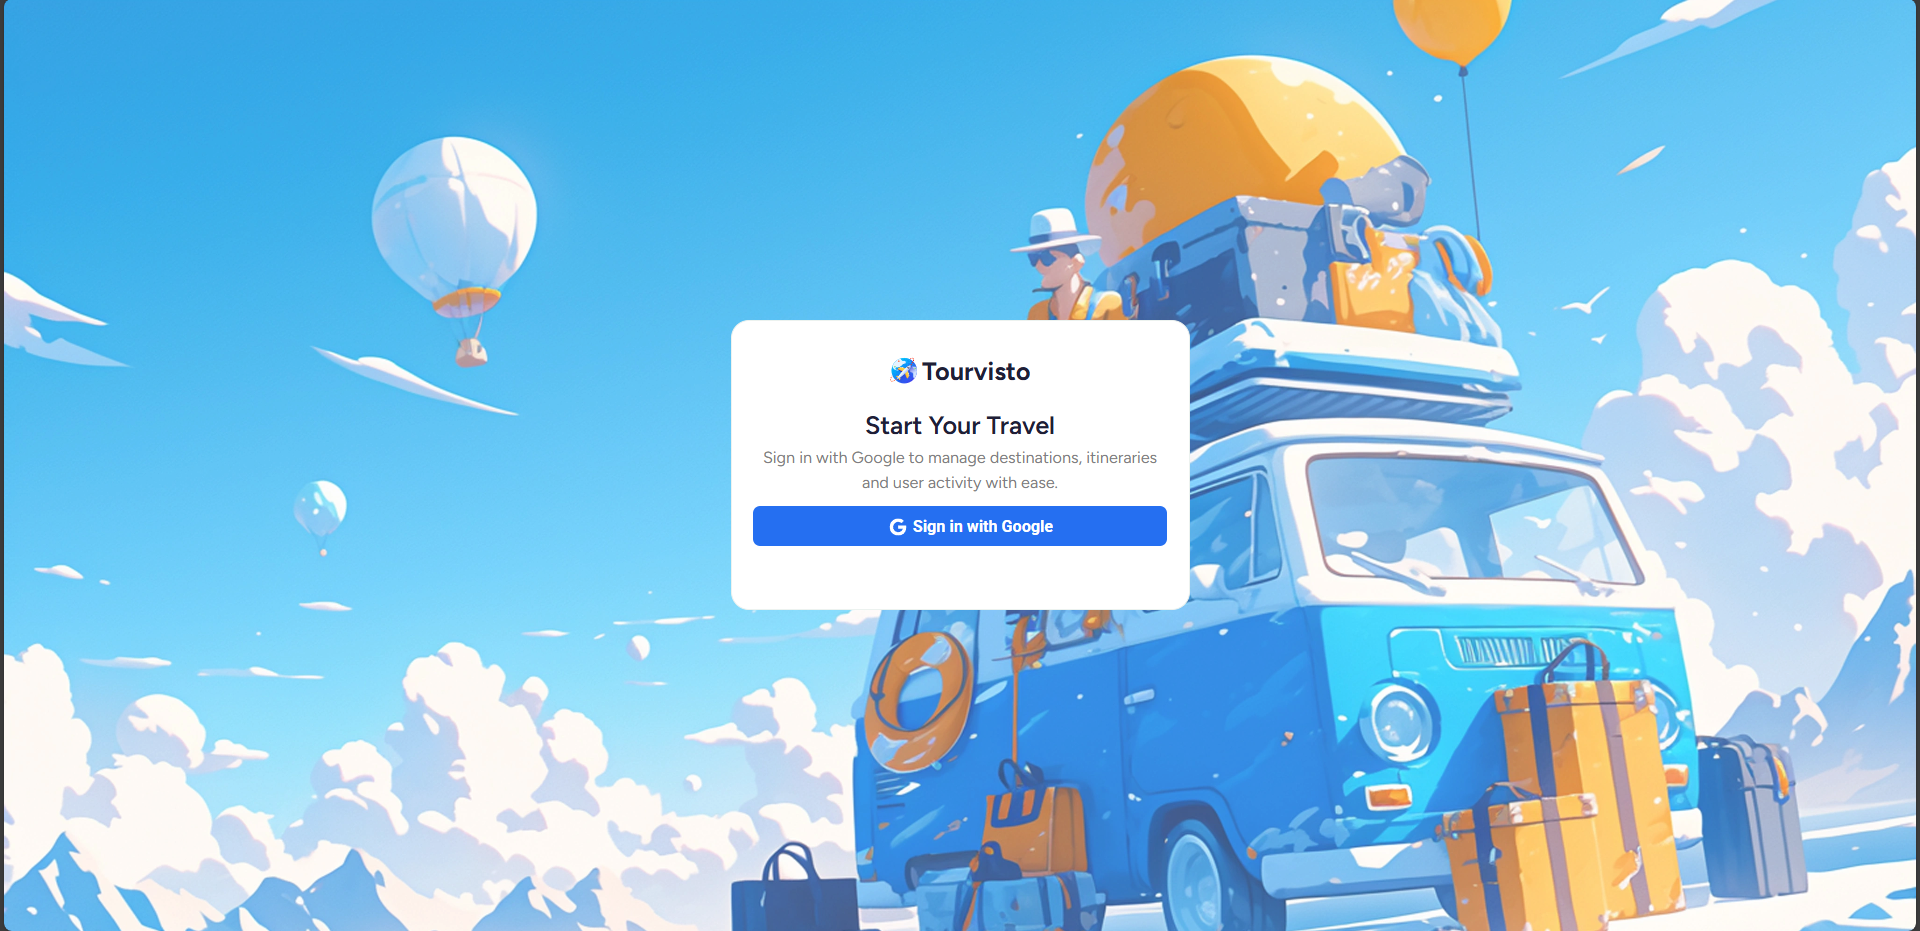 Tourvisto
Start Your Travel
Sign in with Google to manage destinations, itineraries
and user activity with ease.
Sign in with Google